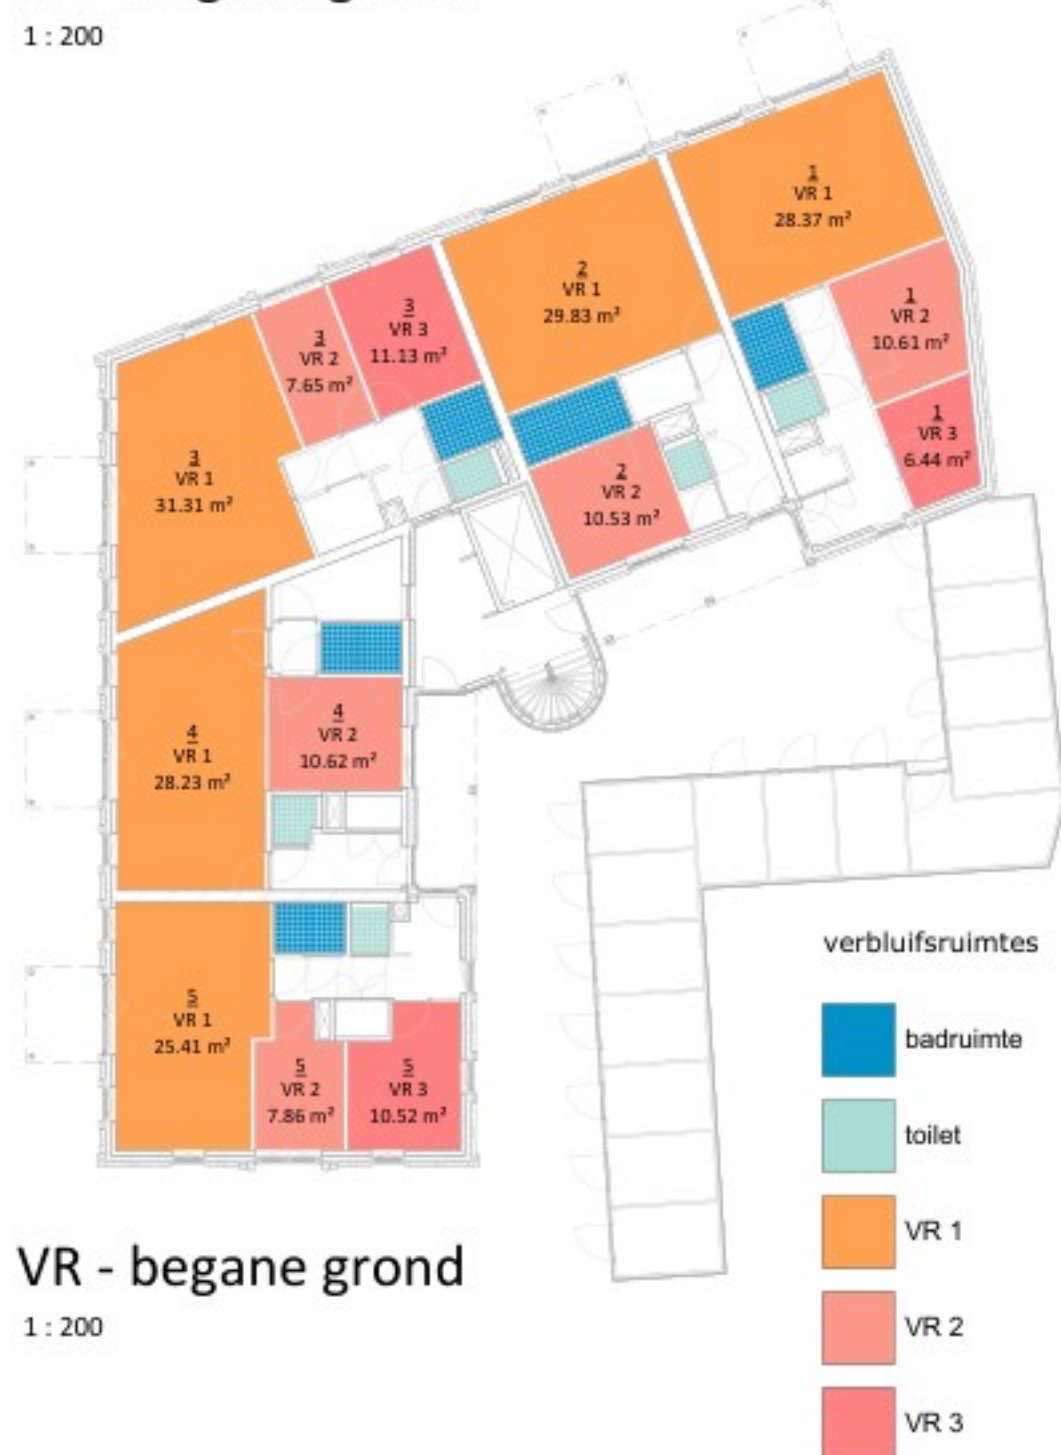 1 : 200
1
VR 1
28.37 m²
2
VR 1
29.83 m²
1
VR 2
10.61 m²
3
VR 3
11.13 m²
3
VR 2
7.65 m²
1
VR 3
6.44 m²
3
VR 1
31.31 m²
2
VR 2
10.53 m²
4
VR 2
10.62 m²
4
VR 1
28.23 m²
5
VR 1
25.41 m²
5
VR 2
7.86 m²
5
VR 3
10.52 m²
verbluifsruimtes
badruimte
toilet
VR 1
VR 2
VR 3
VR - begane grond
1 : 200